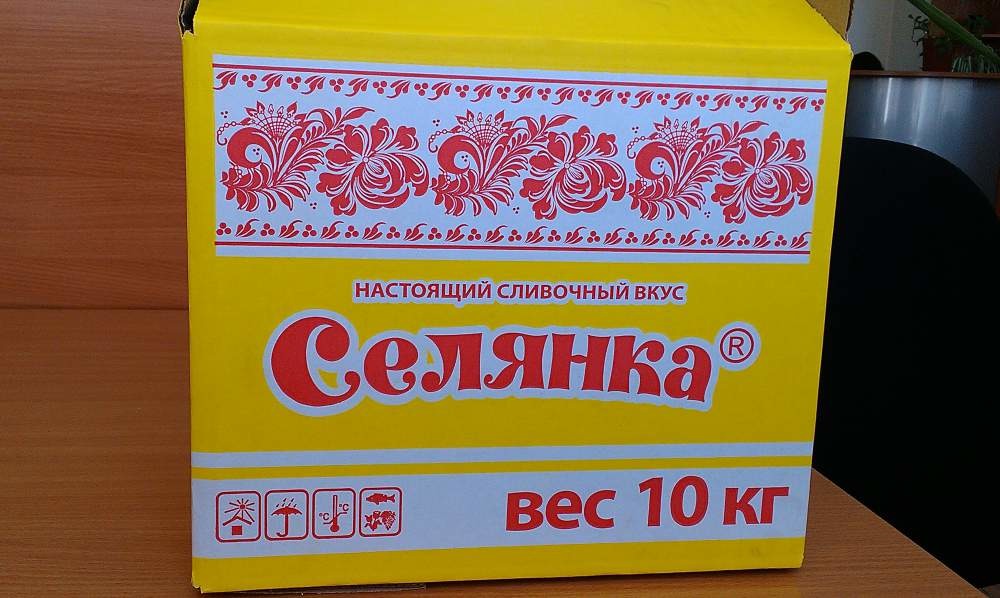 НАСТОЯЩИЙ СЛИВОЧНЫЙ ВКУС
Селянка®
°C °C
вес 10 кг